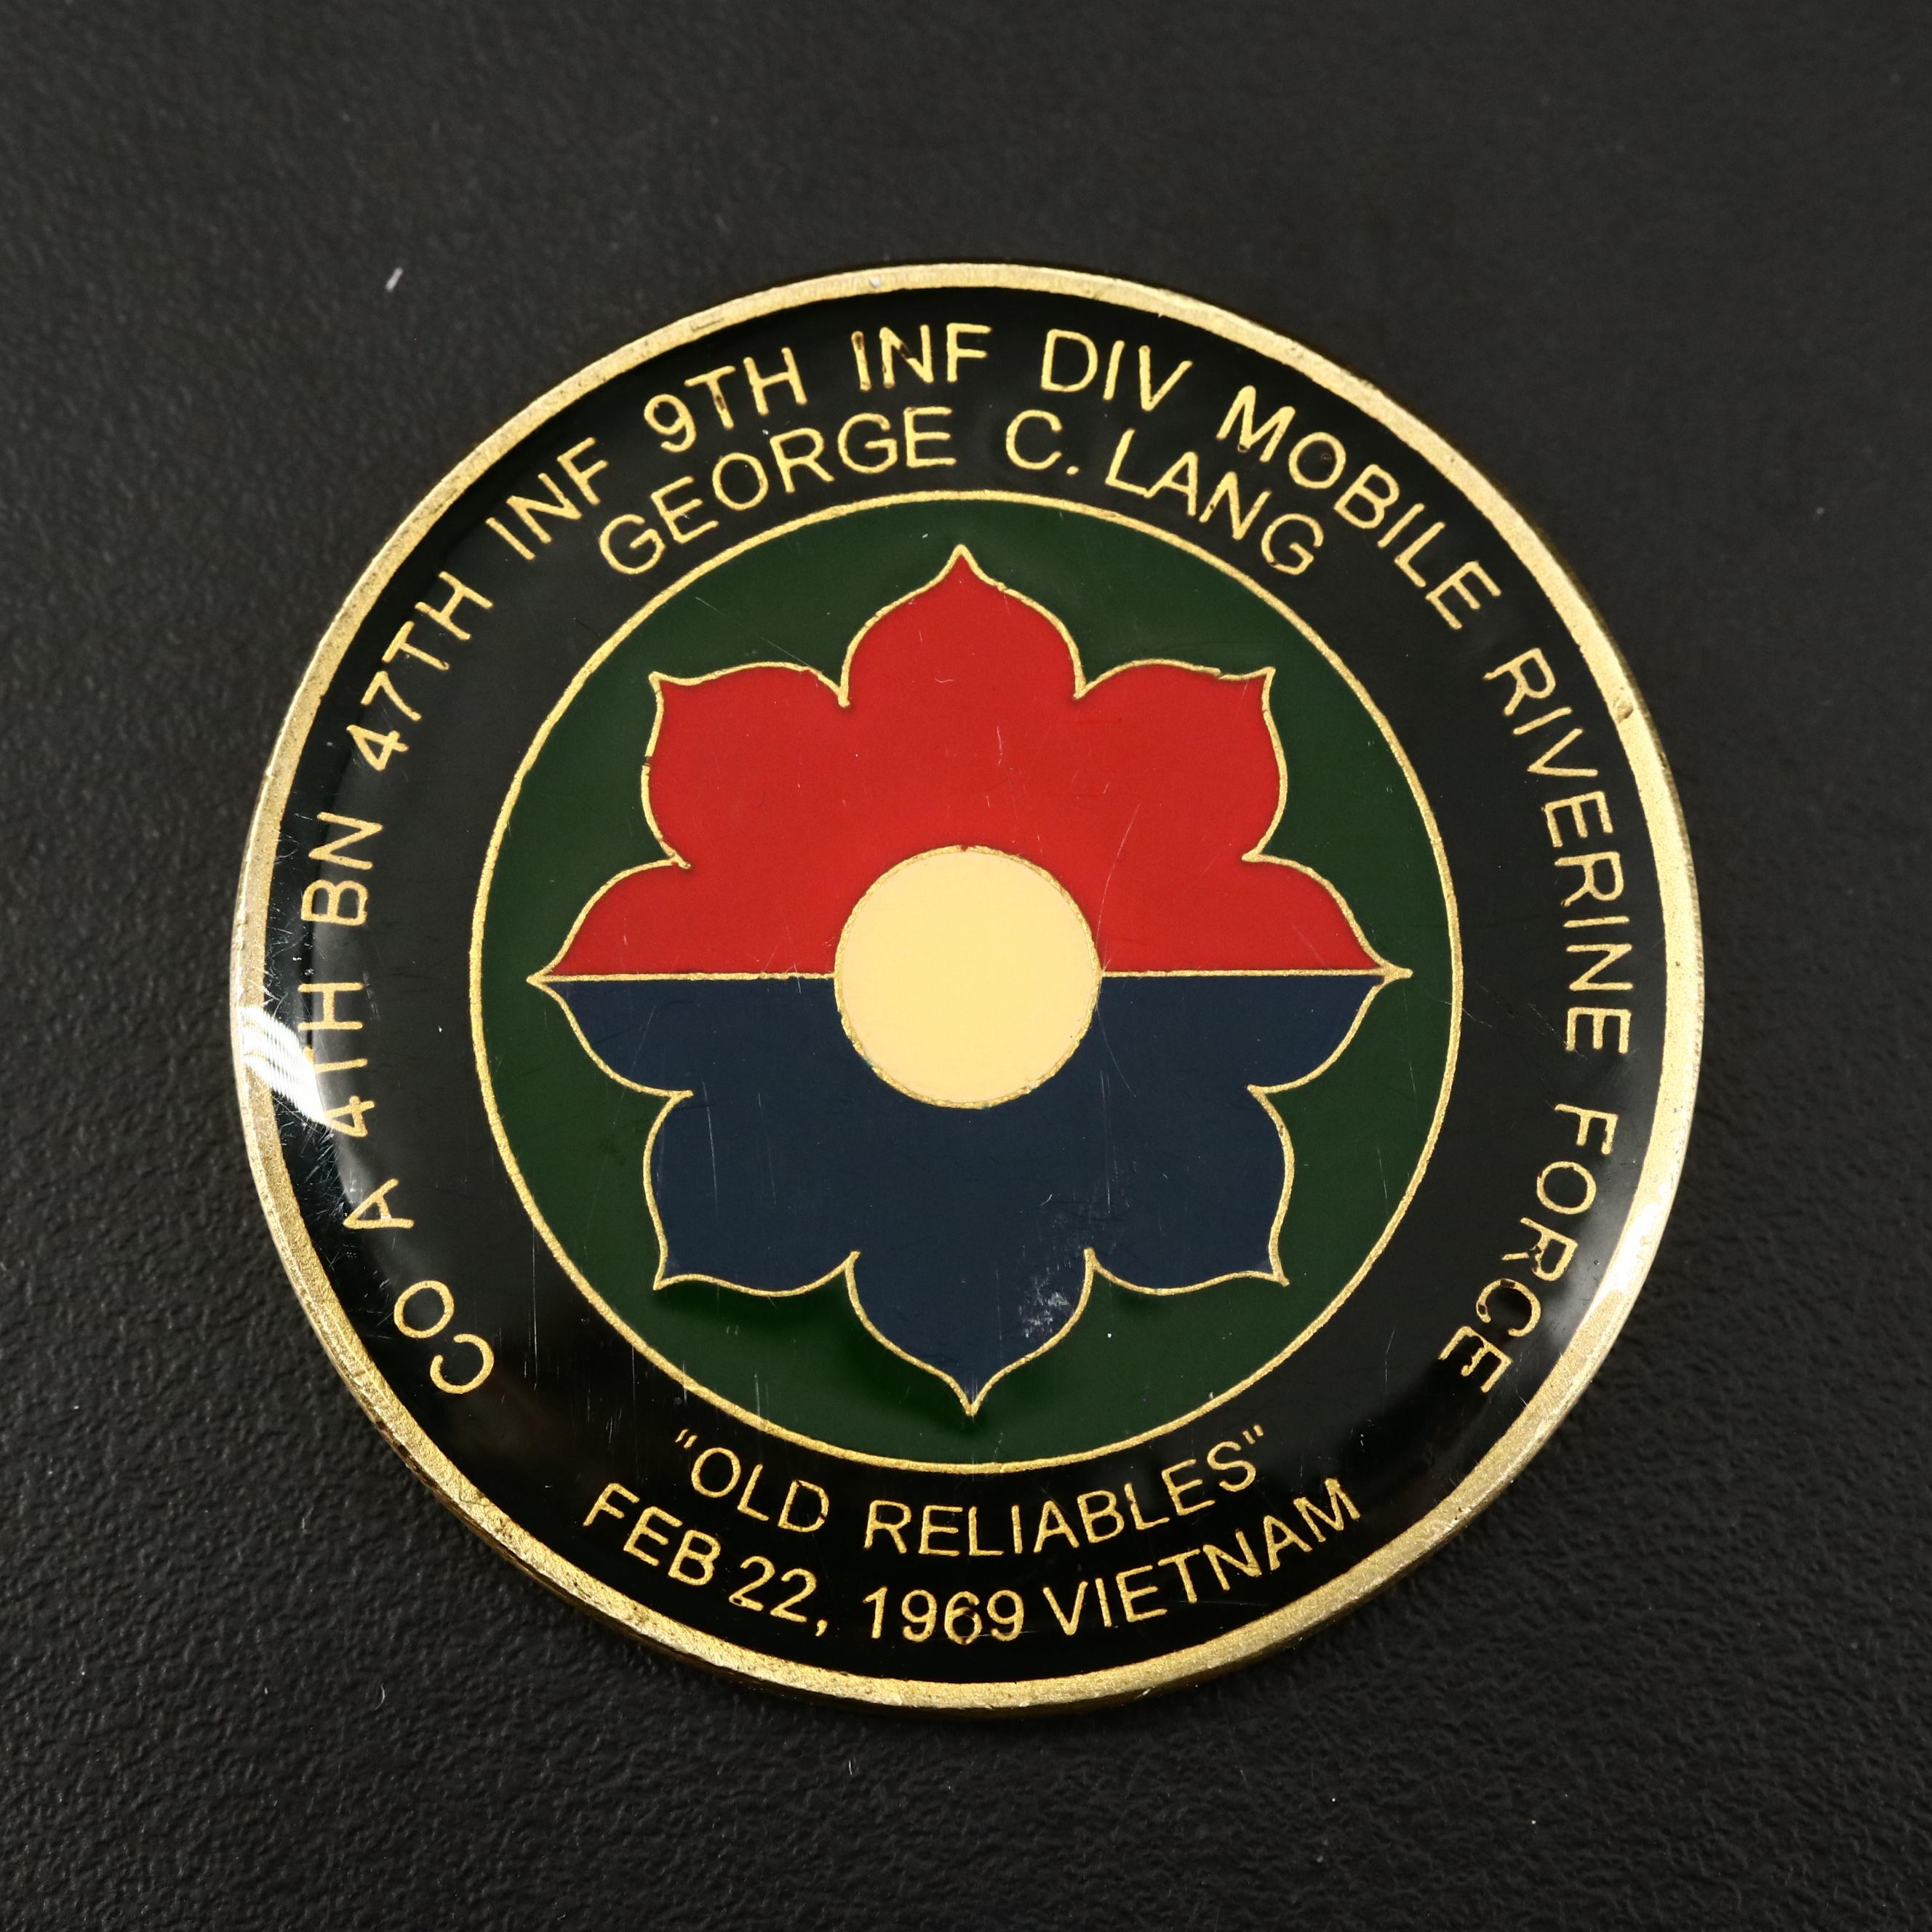 CO A 4TH BN 47TH INF 9TH INF DIV MOBILE RIVERINE FORCE
GEORGE C. LANG
"OLD RELIABLES"
FEB 22, 1969 VIETNAM